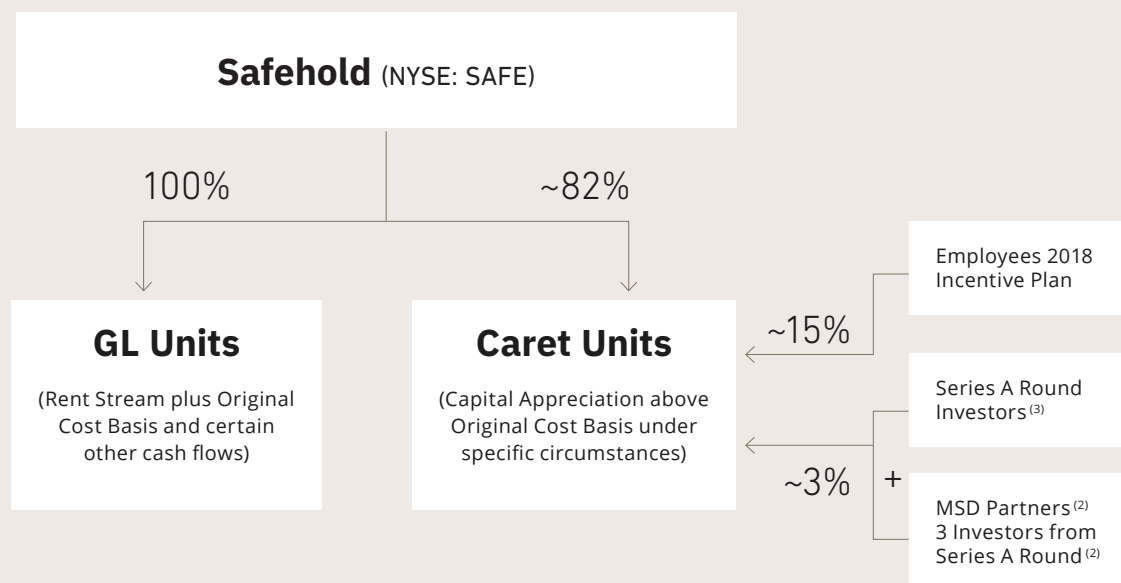 Safehold (NYSE: SAFE)
100%
~82%
GL Units
(Rent Stream plus Original
Cost Basis and certain
other cash flows)
Caret Units
(Capital Appreciation above
Original Cost Basis under
specific circumstances)
~15%
~3%
+
Employees 2018
Incentive Plan
Series A Round
Investors (3)
MSD Partners (2)
3 Investors from
Series A Round (2)